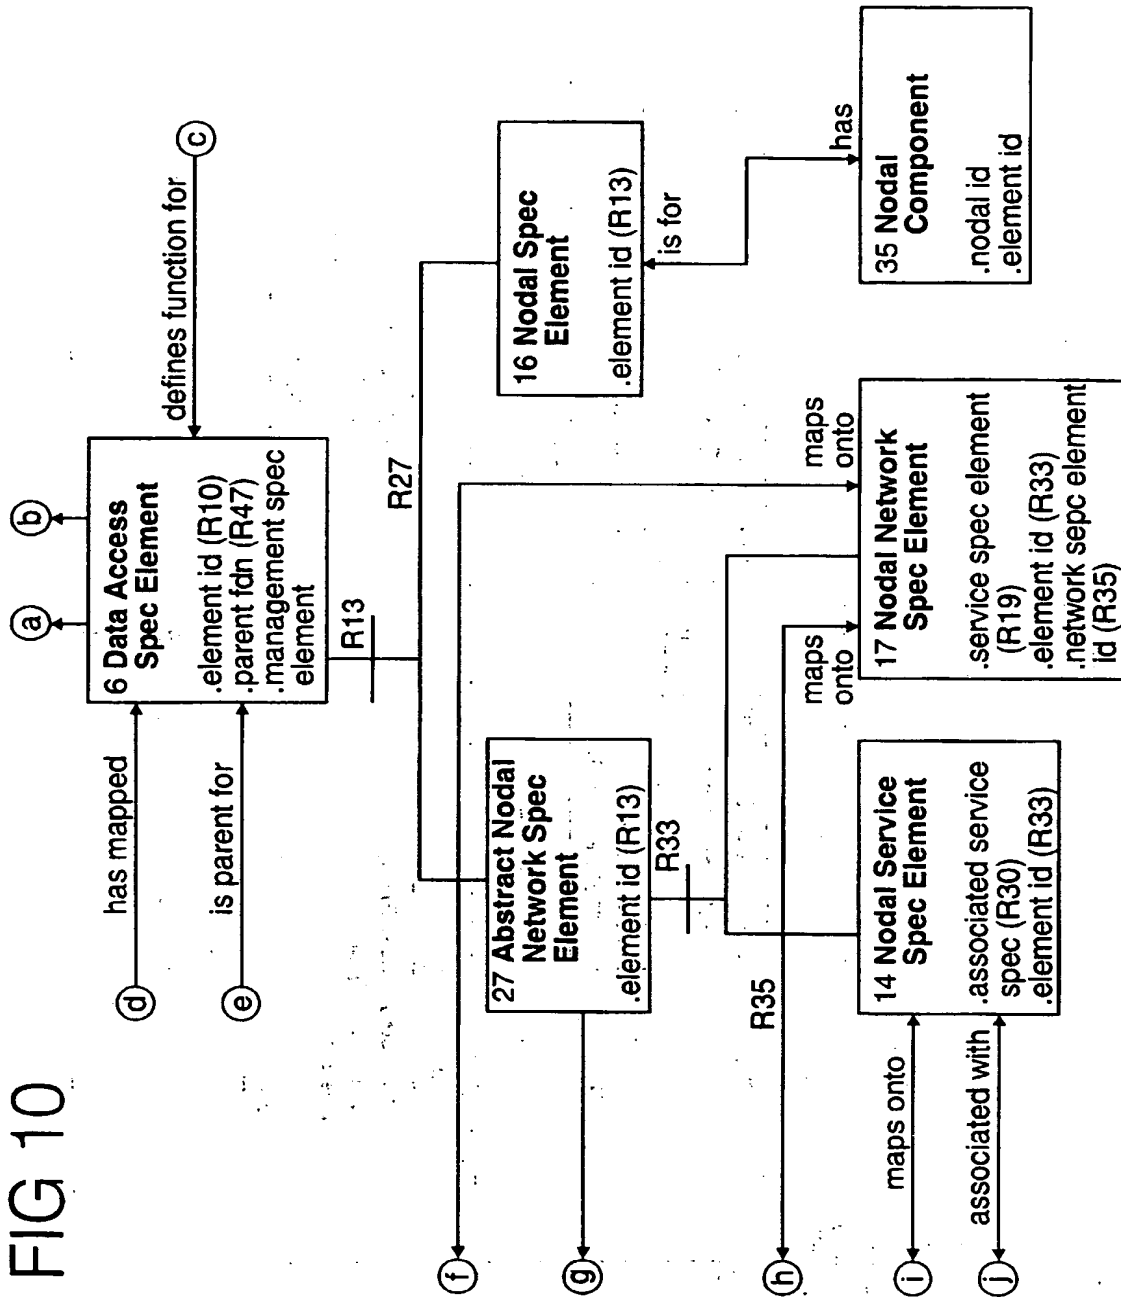 FIG 10
a
b
c
defines function for
d
has mapped
e
is parent for
6 Data Access
Spec Element
.element id (R10)
.parent fdn (R47)
.management spec
element
R13
R27
27 Abstract Nodal
Network Spec
Element
.element id (R13)
R33
16 Nodal Spec
Element
.element id (R13)
is for
has
f
g
h
R35
maps
onto
maps
onto
i
maps onto
j
associated with
14 Nodal Service
Spec Element
.associated service
spec (R30)
.element id (R33)
17 Nodal Network
Spec Element
.service spec element
(R19)
.element id (R33)
.network sepc element
id (R35)
35 Nodal
Component
.nodal id
.element id